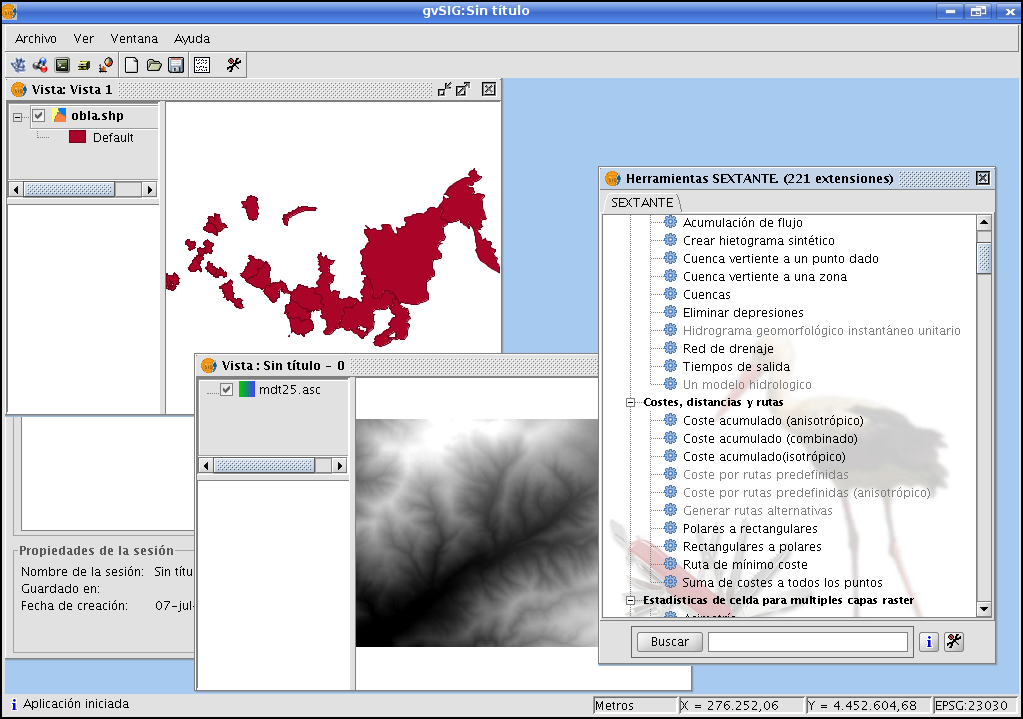 gvSIG:Sin título
Archivo Ver Ventana Ayuda
Vista: Vista 1
obla.shp
Default
Herramientas SEXTANTE. (221 extensiones)
SEXTANTE
Acumulación de flujo
Crear hietograma sintético
Cuenca vertiente a un punto dado
Cuenca vertiente a una zona
Cuencas
Eliminar depresiones
Hidrograma geomorfológico instantáneo unitario
Red de drenaje
Tiempos de salida
Un modelo hidrologico
Costes, distancias y rutas
Coste acumulado (anisotrópico)
Coste acumulado (combinado)
Coste acumulado(isotrópico)
Coste por rutas predefinidas
Coste por rutas predefinidas (anisotrópico)
Generar rutas alternativas
Polares a rectangulares
Rectangulares a polares
Ruta de mínimo coste
Suma de costes a todos los puntos
Estadísticas de celda para multiples capas raster
Buscar
Vista : Sin título - 0
mdt25.asc
Propiedades de la sesión
Nombre de la sesión: Sin títu
Guardado en:
Fecha de creación: 07-jul-
Aplicación iniciada
Metros X = 276.252,06 Y = 4.452.604,68 EPSG:23030